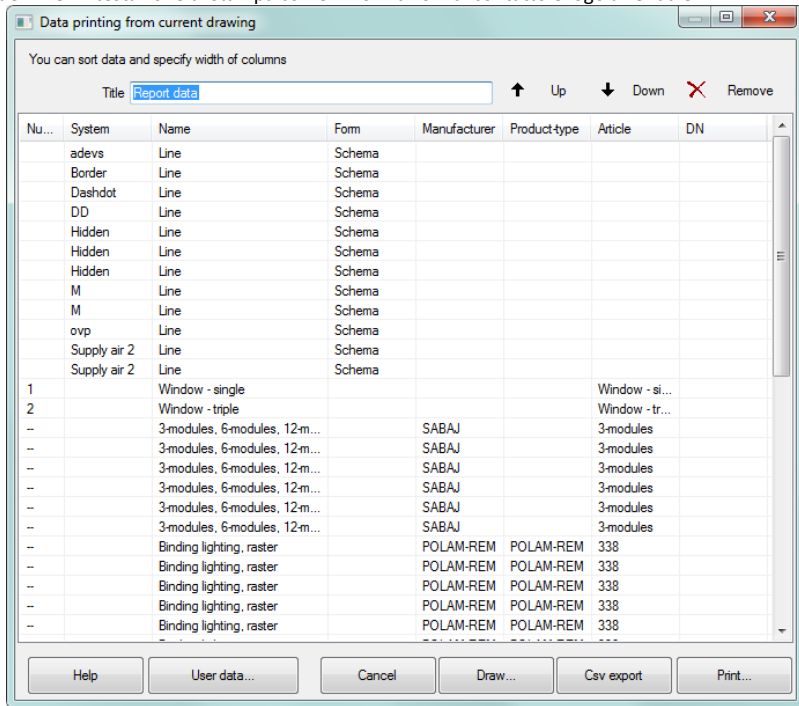 Data printing from current drawing
You can sort data and specify width of columns
Title Report data Up Down Remove
Nu... System Name Form Manufacturer Product-type Article DN
adevs Line Schema
Border Line Schema
Dashdot Line Schema
DD Line Schema
Hidden Line Schema
Hidden Line Schema
Hidden Line Schema
M Line Schema
M Line Schema
ovp Line Schema
Supply air 2 Line Schema
Supply air 2 Line Schema
1 Window - single Window - si...
2 Window - triple Window - tr...
-- 3-modules, 6-modules, 12-m... SABAJ 3-modules
-- 3-modules, 6-modules, 12-m... SABAJ 3-modules
-- 3-modules, 6-modules, 12-m... SABAJ 3-modules
-- 3-modules, 6-modules, 12-m... SABAJ 3-modules
-- 3-modules, 6-modules, 12-m... SABAJ 3-modules
-- 3-modules, 6-modules, 12-m... SABAJ 3-modules
-- Binding lighting, raster POLAM-REM POLAM-REM 338
-- Binding lighting, raster POLAM-REM POLAM-REM 338
-- Binding lighting, raster POLAM-REM POLAM-REM 338
-- Binding lighting, raster POLAM-REM POLAM-REM 338
-- Binding lighting, raster POLAM-REM POLAM-REM 338
Help User data... Cancel Draw... Csv export Print...